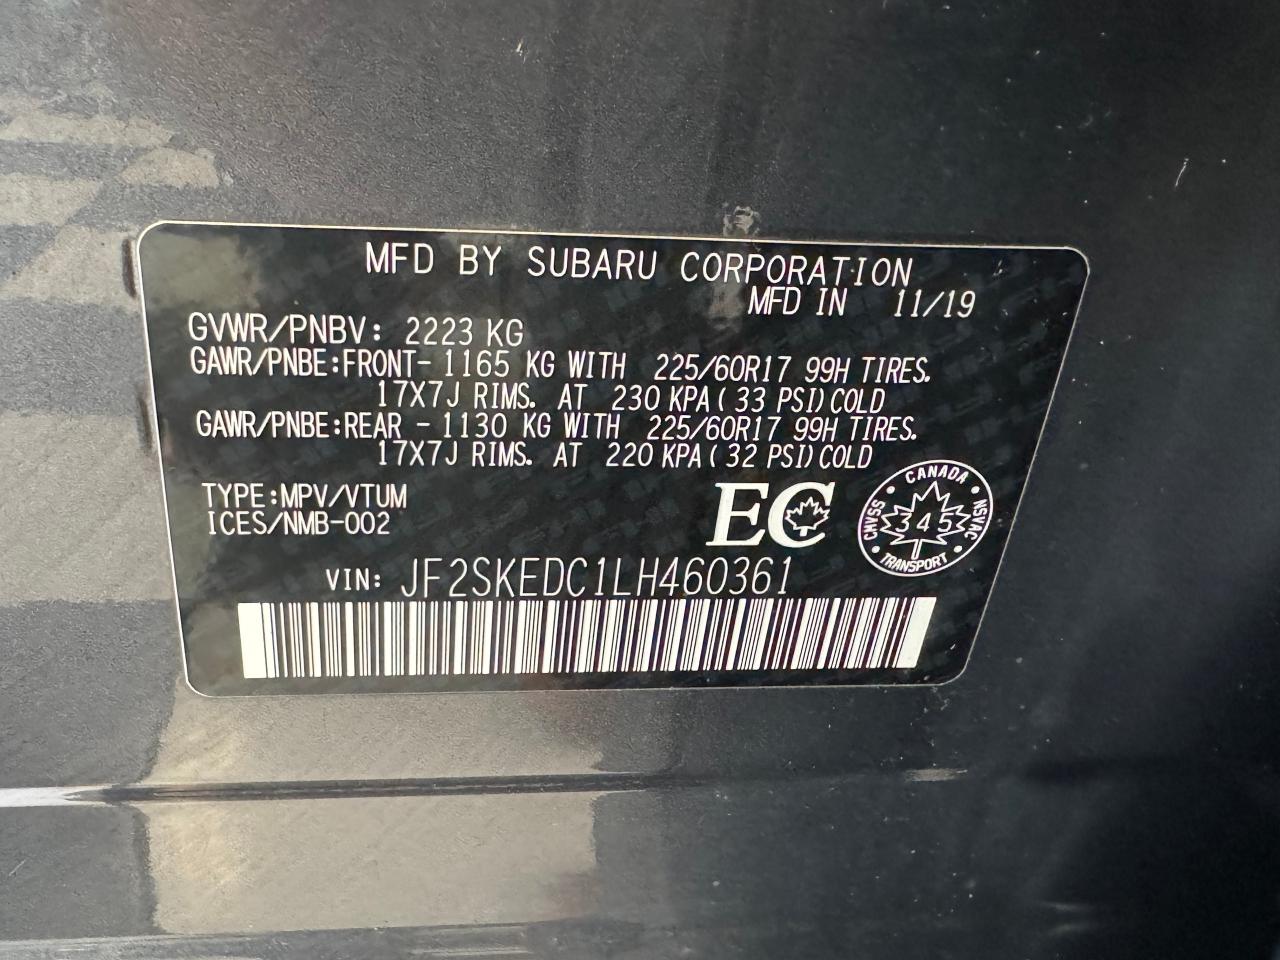 MFD BY SUBARU CORPORATION
MFD IN 11/19
GVWR/PNBV: 2223 KG
GAWR/PNBE:FRONT- 1165 KG WITH 225/60R17 99H TIRES.
17X7J RIMS. AT 230 KPA( 33 PSI)COLD
GAWR/PNBE:REAR - 1130 KG WITH 225/60R17 99H TIRES.
17X7J RIMS. AT 220 KPA( 32 PSI)COLD
TYPE:MPV/VTUM
ICES/NMB-002
EC
CANADA
CMVSS 345 NSVAC
TRANSPORT
VIN: JF2SKEDC1LH460361